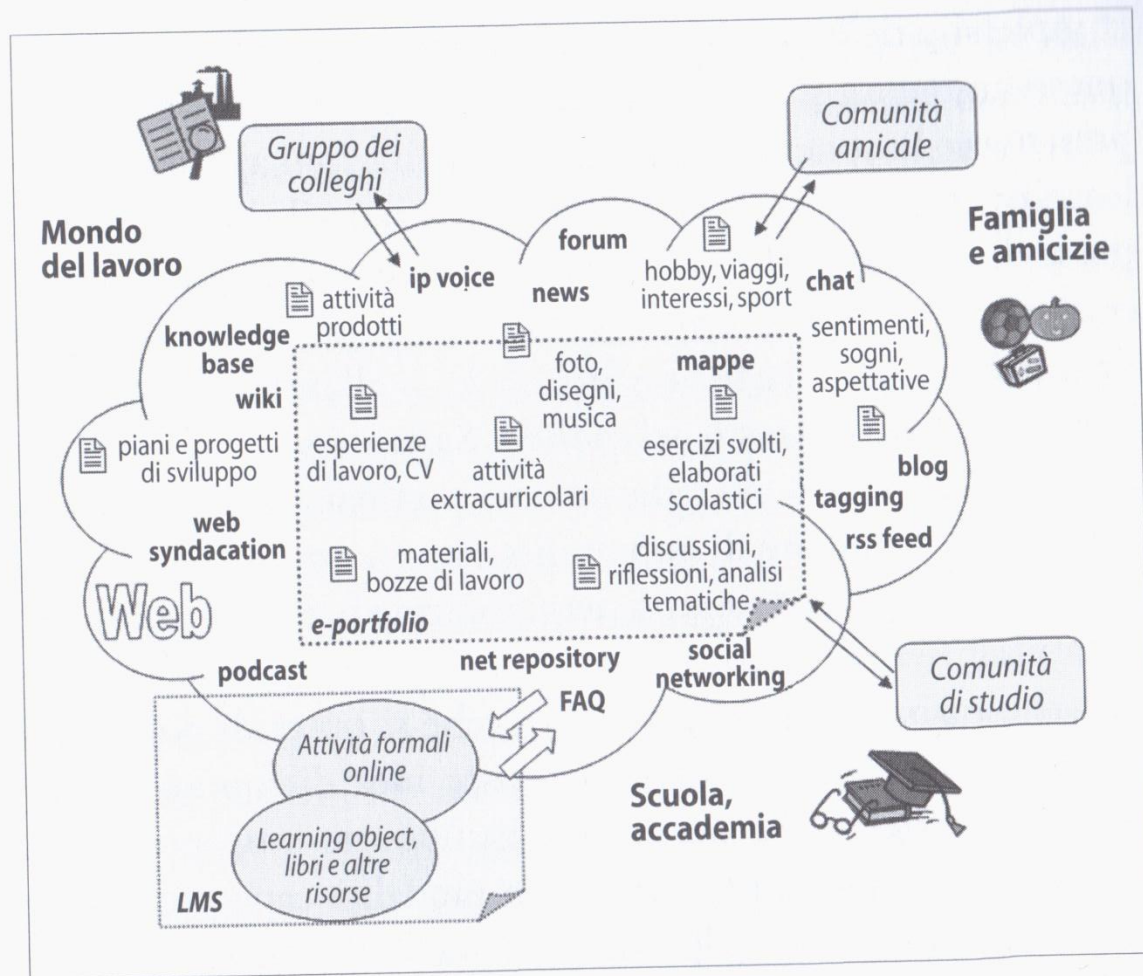 Gruppo dei
colleghi
Comunità
amicale
Mondo
del lavoro
Famiglia
e amicizie
forum
ip voice
news
hobby, viaggi,
interessi, sport
chat
attività
prodotti
knowledge
base
wiki
foto,
disegni,
musica
mappe
sentimenti,
sogni,
aspettative
piani e progetti
di sviluppo
esperienze
di lavoro, CV
attività
extracurricolari
esercizi svolti,
elaborati
scolastici
blog
tagging
rss feed
web
syndacation
materiali,
bozze di lavoro
discussioni,
riflessioni, analisi
tematiche
Web
e-portfolio
podcast
net repository
social
networking
FAQ
Comunità
di studio
Attività formali
online
Learning object,
libri e altre
risorse
LMS
Scuola,
accademia